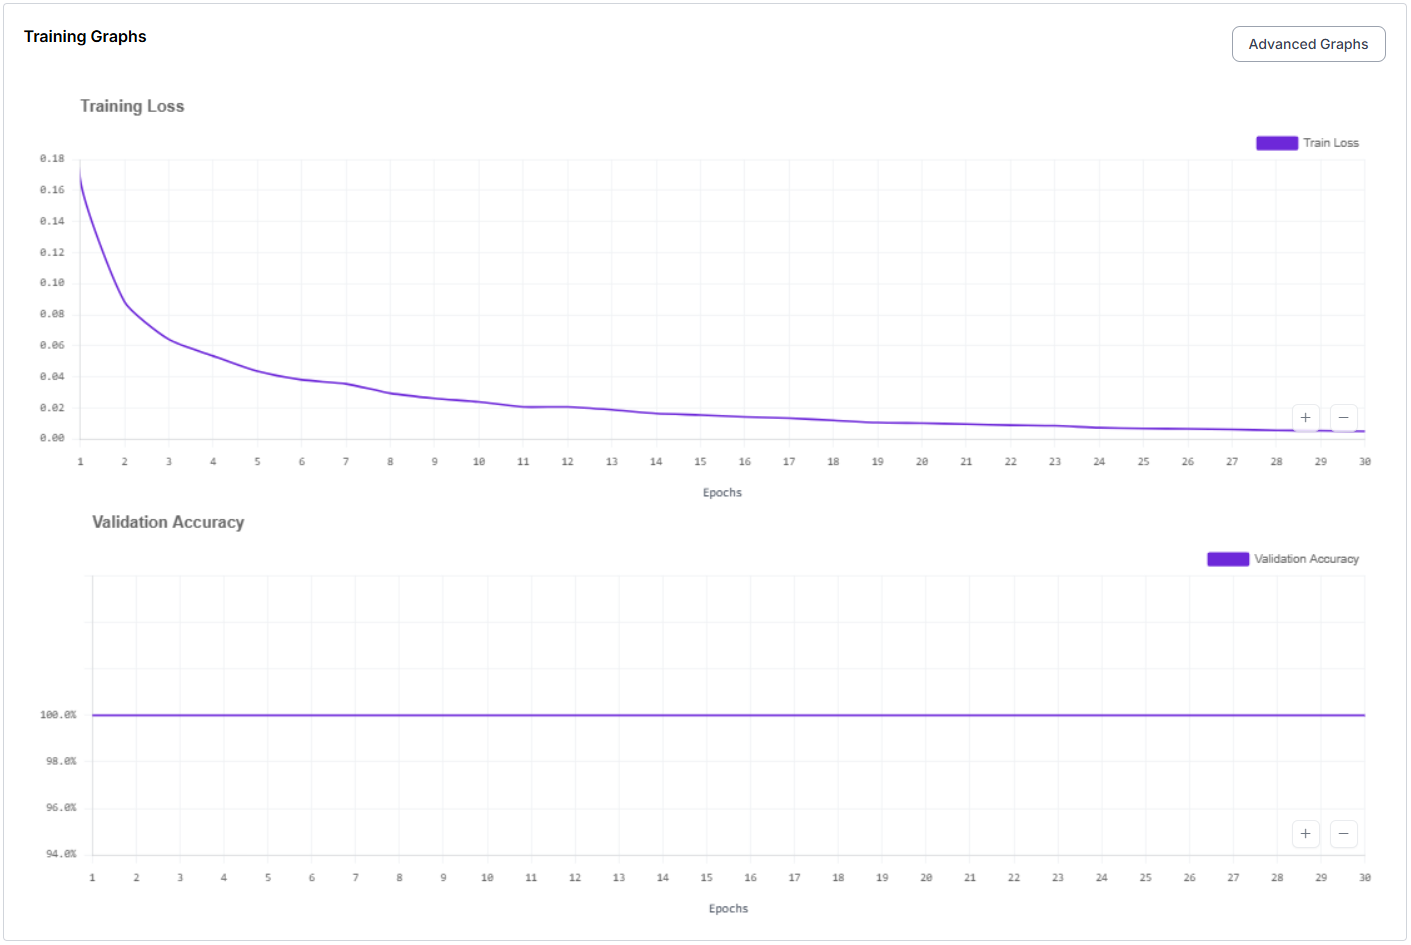 Training Graphs
Advanced Graphs
Training Loss
Train Loss
0.18
0.16
0.14
0.12
0.10
0.08
0.06
0.04
0.02
0.00
1 2 3 4 5 6 7 8 9 10 11 12 13 14 15 16 17 18 19 20 21 22 23 24 25 26 27 28 29 30
Epochs
+ −
Validation Accuracy
Validation Accuracy
100.0%
98.0%
96.0%
94.0%
1 2 3 4 5 6 7 8 9 10 11 12 13 14 15 16 17 18 19 20 21 22 23 24 25 26 27 28 29 30
Epochs
+ −